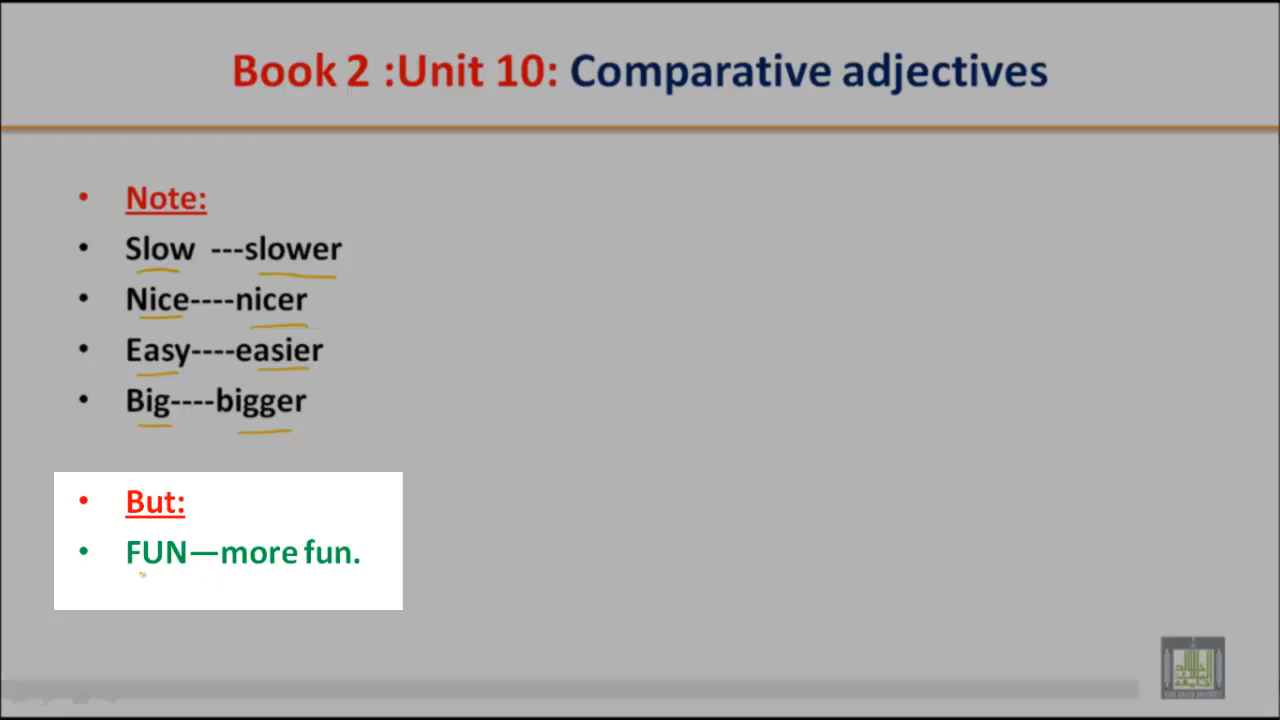 Book 2 :Unit 10: Comparative adjectives
• Note:
• Slow ---slower
• Nice----nicer
• Easy----easier
• Big----bigger
• But:
• FUN—more fun.